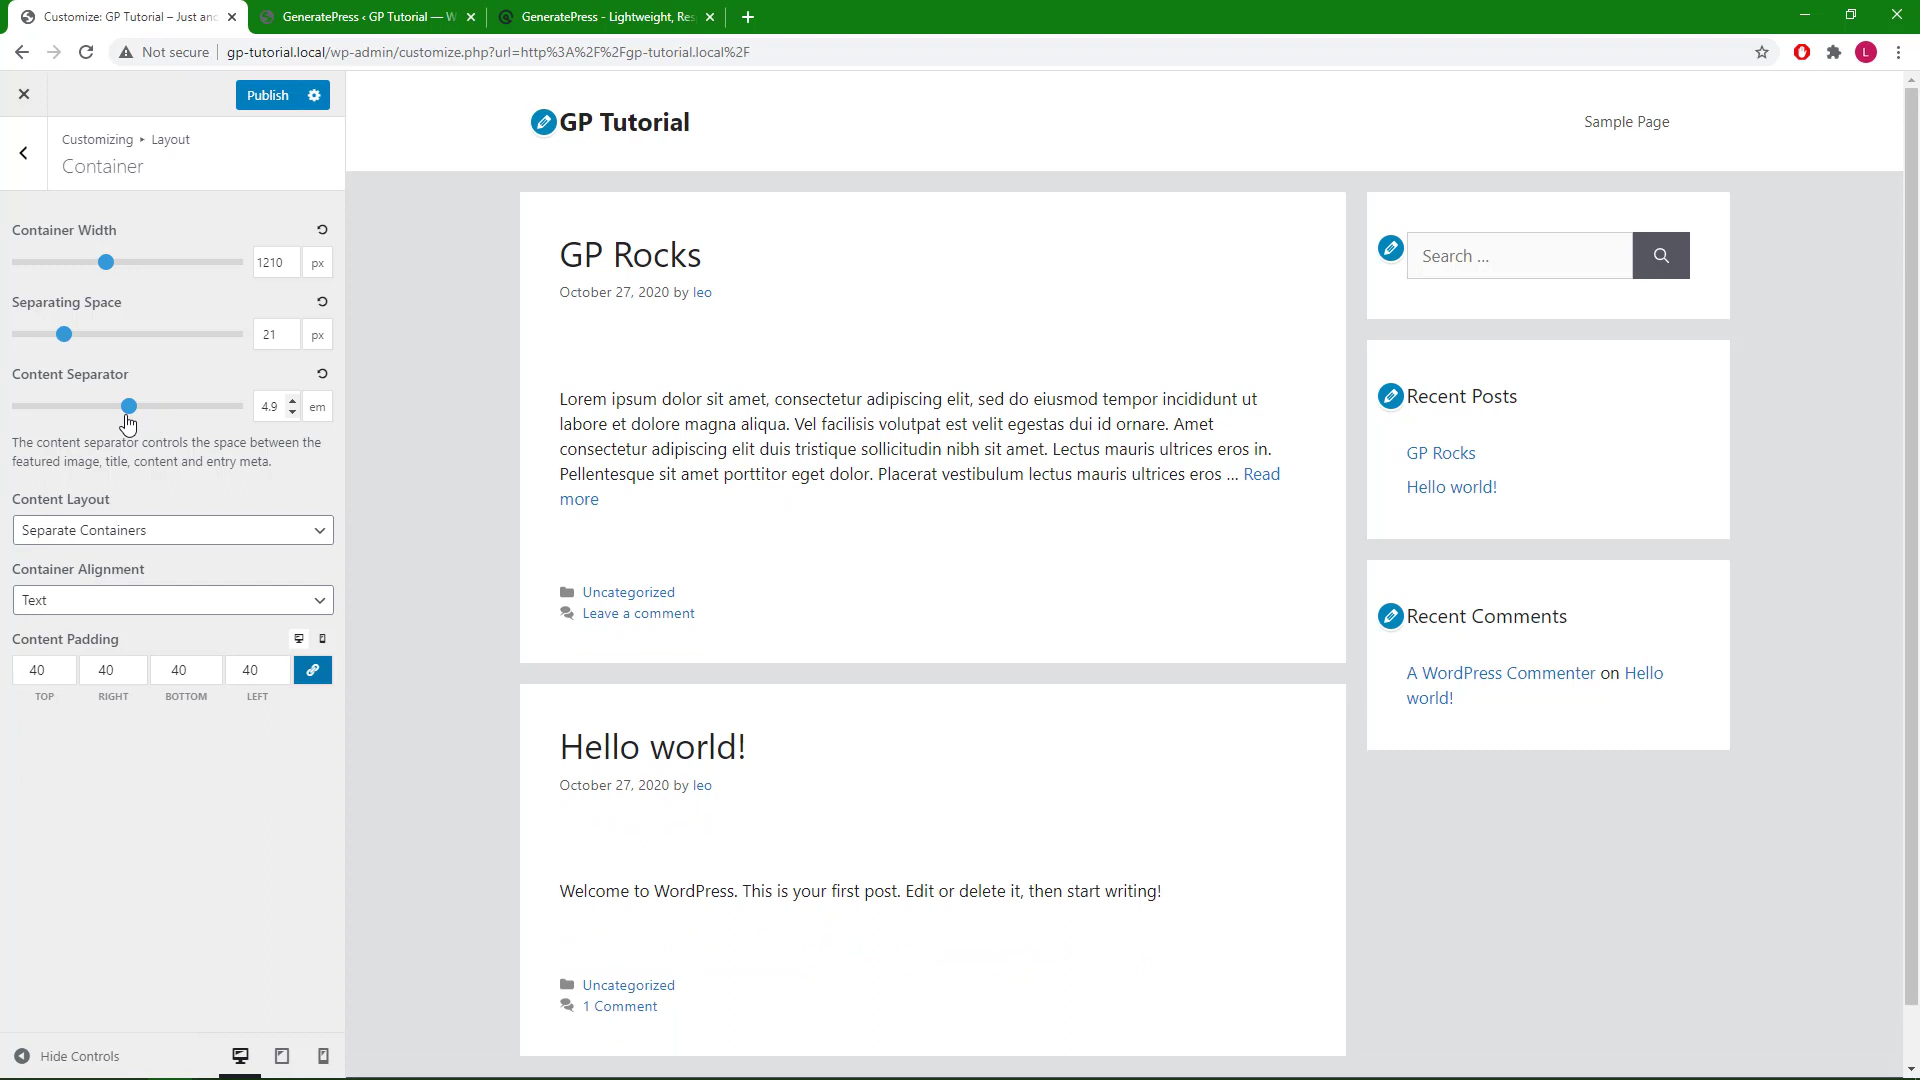 Customize: GP Tutorial – Just an
GeneratePress ‹ GP Tutorial — W
GeneratePress - Lightweight, Res
Not secure
gp-tutorial.local/wp-admin/customize.php?url=http%3A%2F%2Fgp-tutorial.local%2F
L
Publish
Customizing ▸ Layout
Container
Container Width
1210 px
Separating Space
21 px
Content Separator
4.9 em
The content separator controls the space between the
featured image, title, content and entry meta.
Content Layout
Separate Containers
Container Alignment
Text
Content Padding
40 40 40 40
TOP RIGHT BOTTOM LEFT
Hide Controls
GP Tutorial
Sample Page
GP Rocks
October 27, 2020 by leo
Lorem ipsum dolor sit amet, consectetur adipiscing elit, sed do eiusmod tempor incididunt ut
labore et dolore magna aliqua. Vel facilisis volutpat est velit egestas dui id ornare. Amet
consectetur adipiscing elit duis tristique sollicitudin nibh sit amet. Lectus mauris ultrices eros in.
Pellentesque sit amet porttitor eget dolor. Placerat vestibulum lectus mauris ultrices eros ... Read
more
Uncategorized
Leave a comment
Hello world!
October 27, 2020 by leo
Welcome to WordPress. This is your first post. Edit or delete it, then start writing!
Uncategorized
1 Comment
Search ...
Recent Posts
GP Rocks
Hello world!
Recent Comments
A WordPress Commenter on Hello
world!